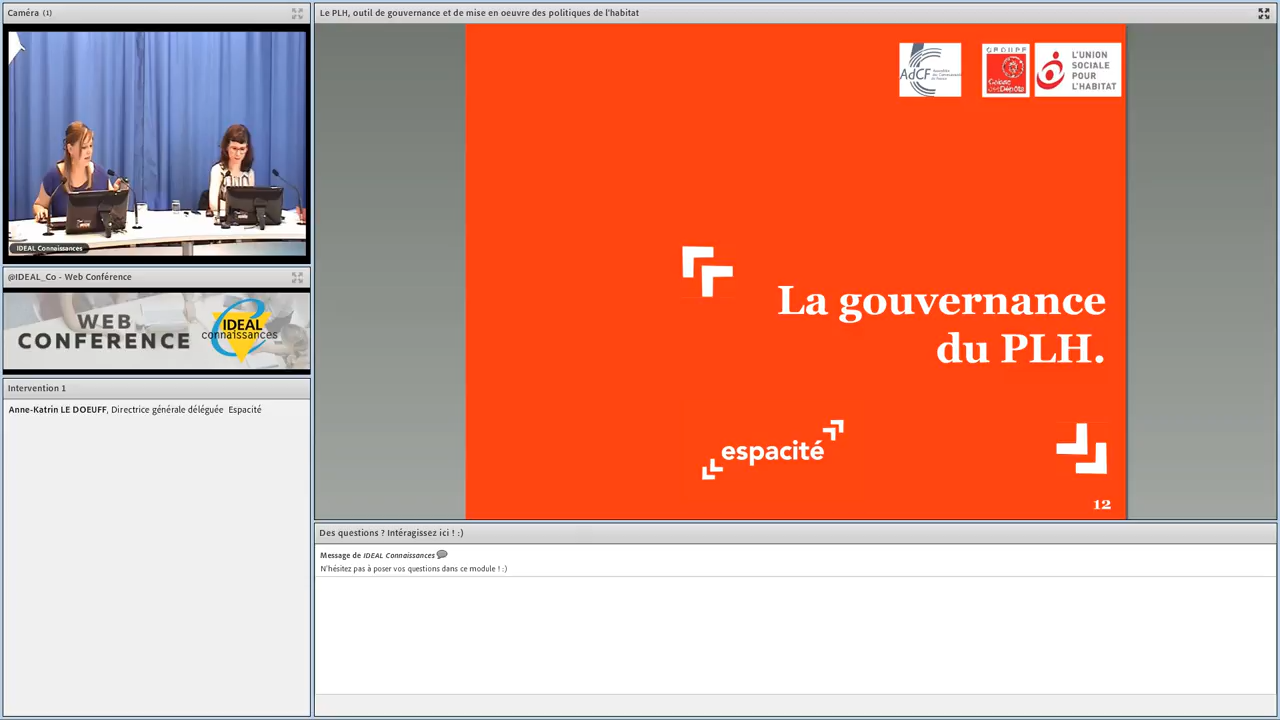 Caméra (1)
Le PLH, outil de gouvernance et de mise en oeuvre des politiques de l'habitat
IDEAL Connaissances
AdCF
GROUPE
Caisse
des Dépôts
L'UNION
SOCIALE
POUR
L'HABITAT
La gouvernance
du PLH.
espacité
12
@IDEAL_Co - Web Conférence
WEB
CONFERENCE
IDEAL
connaissances
Intervention 1
Anne-Katrin LE DOEUFF, Directrice générale déléguée Espacité
Des questions ? Intéragissez ici ! :)
Message de IDEAL Connaissances
N'hésitez pas à poser vos questions dans ce module ! :)